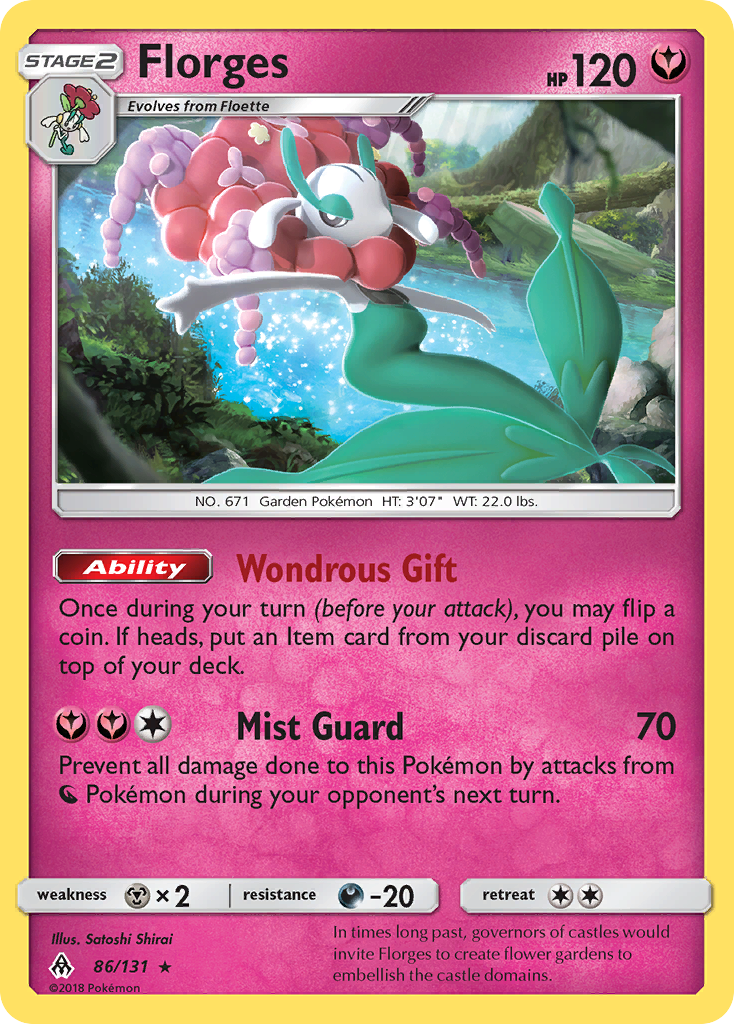 STAGE2
Florges
HP 120
Evolves from Floette
NO. 671 Garden Pokémon HT: 3'07" WT: 22.0 lbs.
Ability Wondrous Gift
Once during your turn (before your attack), you may flip a
coin. If heads, put an Item card from your discard pile on
top of your deck.
Mist Guard 70
Prevent all damage done to this Pokémon by attacks from
Pokémon during your opponent's next turn.
weakness ×2 resistance -20 retreat
Illus. Satoshi Shirai
86/131 ★
©2018 Pokémon
In times long past, governors of castles would
invite Florges to create flower gardens to
embellish the castle domains.